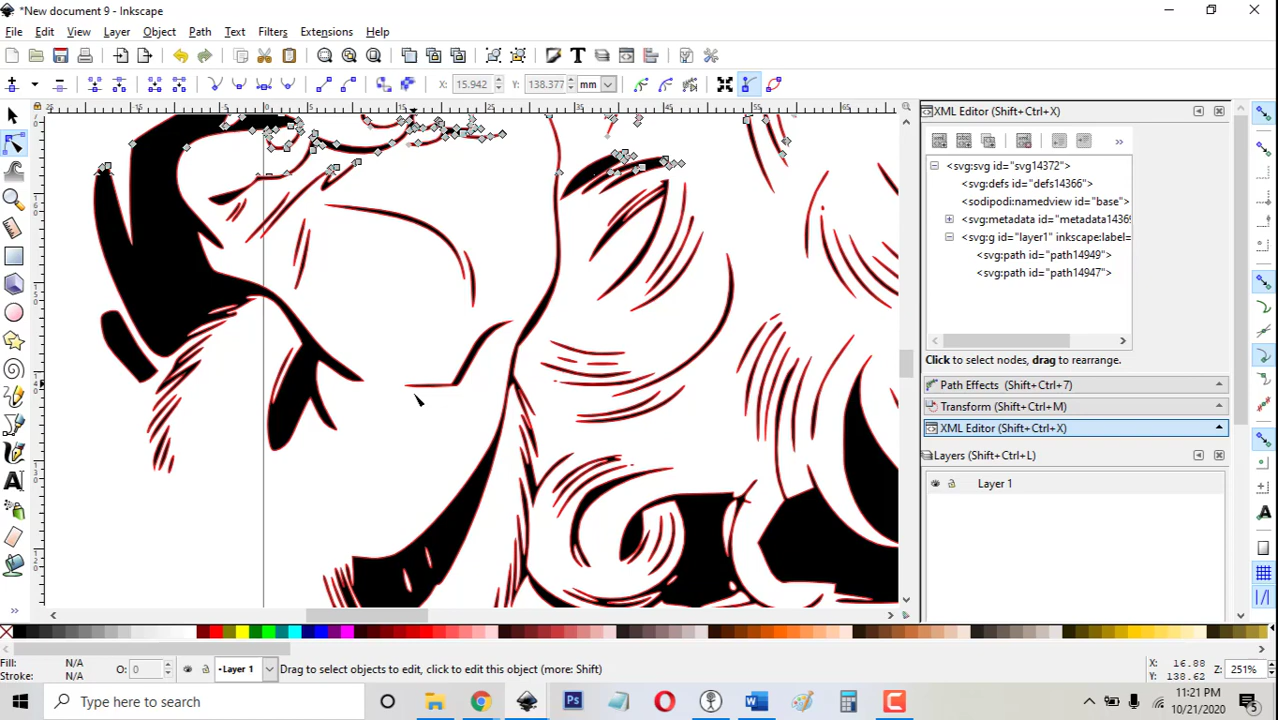 *New document 9 - Inkscape
File Edit View Layer Object Path Text Filters Extensions Help
X: 15.942 Y: 138.377 mm
XML Editor (Shift+Ctrl+X)
<svg:svg id="svg14372">
<svg:defs id="defs14366">
<sodipodi:namedview id="base">
<svg:metadata id="metadata1436
<svg:g id="layer1" inkscape:label=
<svg:path id="path14949">
<svg:path id="path14947">
Click to select nodes, drag to rearrange.
Path Effects (Shift+Ctrl+7)
Transform (Shift+Ctrl+M)
XML Editor (Shift+Ctrl+X)
Layers (Shift+Ctrl+L)
Layer 1
Fill: N/A
Stroke: N/A
O: 0
Layer 1
Drag to select objects to edit, click to edit this object (more: Shift)
X: 16.88
Y: 138.62
Z: 251%
Type here to search
11:21 PM
10/21/2020
5